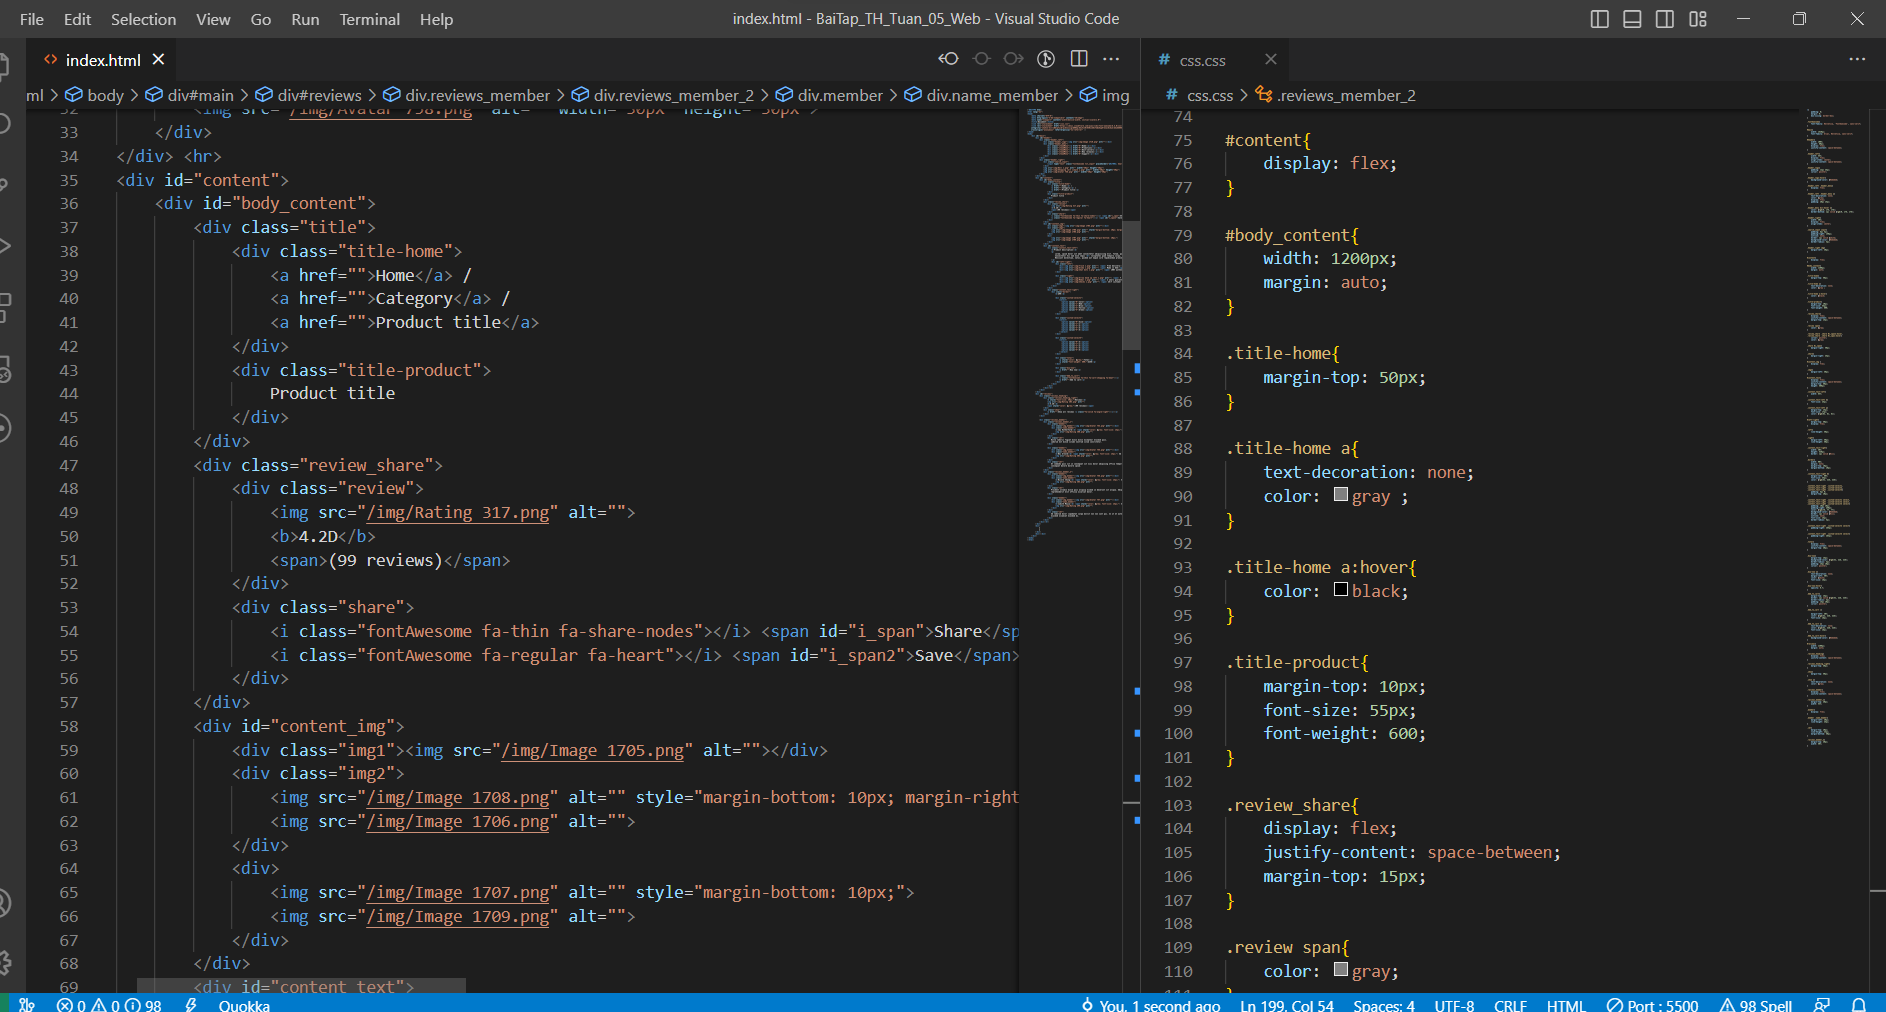 File Edit Selection View Go Run Terminal Help
index.html - BaiTap_TH_Tuan_05_Web - Visual Studio Code
index.html
ml > body > div#main > div#reviews > div.reviews_member > div.reviews_member_2 > div.member > div.name_member > img
32 <img src="/img/Avatar 798.png" alt="" width="50px" height="50px">
33 </div>
34 </div> <hr>
35 <div id="content">
36 <div id="body_content">
37 <div class="title">
38 <div class="title-home">
39 <a href="">Home</a> /
40 <a href="">Category</a> /
41 <a href="">Product title</a>
42 </div>
43 <div class="title-product">
44 Product title
45 </div>
46 </div>
47 <div class="review_share">
48 <div class="review">
49 <img src="/img/Rating 317.png" alt="">
50 <b>4.2D</b>
51 <span>(99 reviews)</span>
52 </div>
53 <div class="share">
54 <i class="fontAwesome fa-thin fa-share-nodes"></i> <span id="i_span">Share</sp
55 <i class="fontAwesome fa-regular fa-heart"></i> <span id="i_span2">Save</span>
56 </div>
57 </div>
58 <div id="content_img">
59 <div class="img1"><img src="/img/Image 1705.png" alt=""></div>
60 <div class="img2">
61 <img src="/img/Image 1708.png" alt="" style="margin-bottom: 10px; margin-right
62 <img src="/img/Image 1706.png" alt="">
63 </div>
64 <div>
65 <img src="/img/Image 1707.png" alt="" style="margin-bottom: 10px;">
66 <img src="/img/Image 1709.png" alt="">
67 </div>
68 </div>
69 <div id="content_text">
# css.css
# css.css > .reviews_member_2
74
75 #content{
76 display: flex;
77 }
78
79 #body_content{
80 width: 1200px;
81 margin: auto;
82 }
83
84 .title-home{
85 margin-top: 50px;
86 }
87
88 .title-home a{
89 text-decoration: none;
90 color: gray ;
91 }
92
93 .title-home a:hover{
94 color: black;
95 }
96
97 .title-product{
98 margin-top: 10px;
99 font-size: 55px;
100 font-weight: 600;
101 }
102
103 .review_share{
104 display: flex;
105 justify-content: space-between;
106 margin-top: 15px;
107 }
108
109 .review span{
110 color: gray;
111 }
0 0 98 Quokka
You, 1 second ago Ln 199, Col 54 Spaces: 4 UTF-8 CRLF HTML Port : 5500 98 Spell